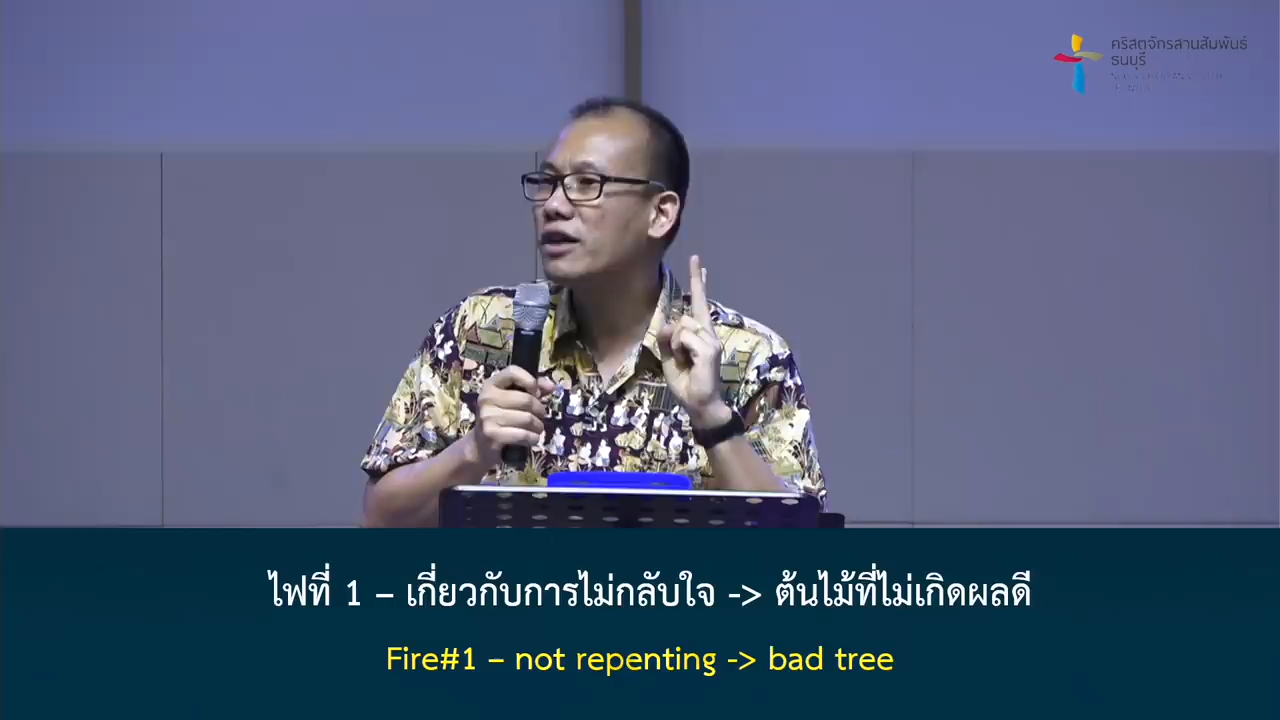 คริสตจักรสานสัมพันธ์
ธนบุรี
ไฟที่ 1 – เกี่ยวกับการไม่กลับใจ -> ต้นไม้ที่ไม่เกิดผลดี
Fire#1 – not repenting -> bad tree